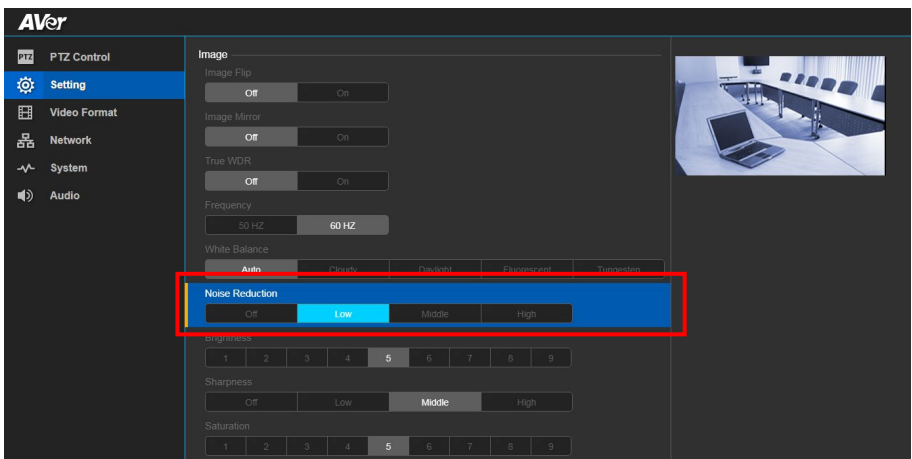 AVer
PTZ PTZ Control
Setting
Video Format
Network
System
Audio
Image
Image Flip
Off On
Image Mirror
Off On
True WDR
Off On
Frequency
50 HZ 60 HZ
White Balance
Auto Cloudy Daylight Fluorescent Tungesten
Noise Reduction
Off Low Middle High
Brightness
1 2 3 4 5 6 7 8 9
Sharpness
Off Low Middle High
Saturation
1 2 3 4 5 6 7 8 9